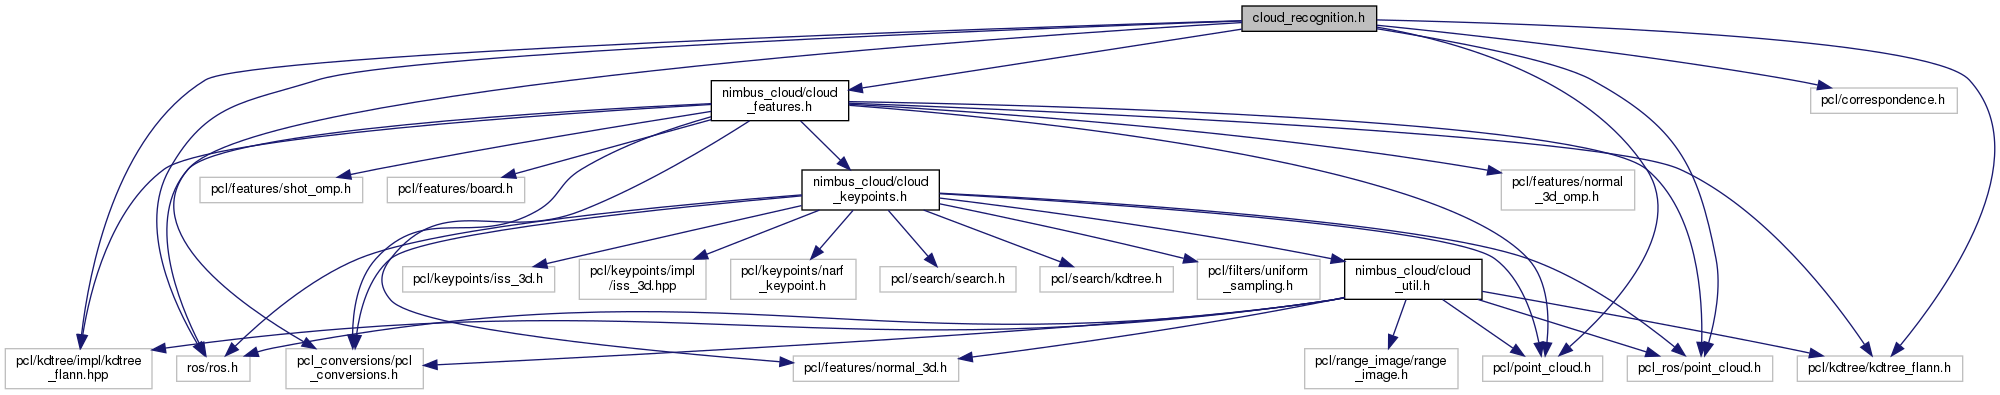 cloud_recognition.h
nimbus_cloud/cloud
_features.h
pcl/correspondence.h
pcl/features/shot_omp.h
pcl/features/board.h
nimbus_cloud/cloud
_keypoints.h
pcl/features/normal
_3d_omp.h
pcl/keypoints/iss_3d.h
pcl/keypoints/impl
/iss_3d.hpp
pcl/keypoints/narf
_keypoint.h
pcl/search/search.h
pcl/search/kdtree.h
pcl/filters/uniform
_sampling.h
nimbus_cloud/cloud
_util.h
pcl/kdtree/impl/kdtree
_flann.hpp
ros/ros.h
pcl_conversions/pcl
_conversions.h
pcl/features/normal_3d.h
pcl/range_image/range
_image.h
pcl/point_cloud.h
pcl_ros/point_cloud.h
pcl/kdtree/kdtree_flann.h